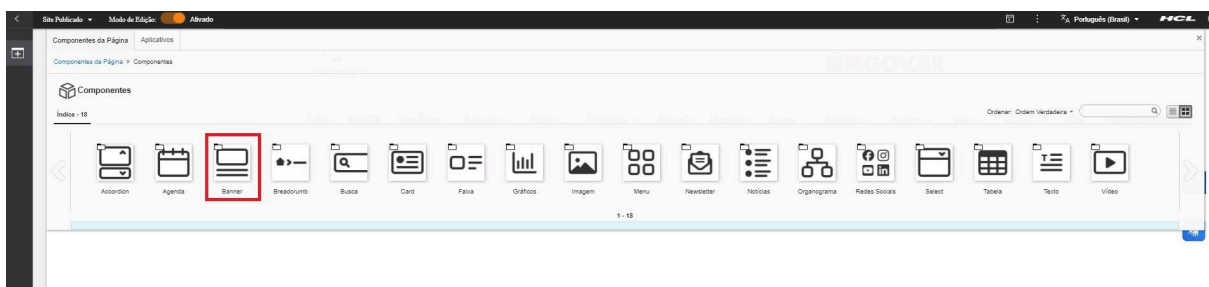 Site Publicado Modo de Edição: Ativado Português (Brasil) HCL
Componentes da Página Aplicativos
Componentes da Página > Componentes
Componentes
Índice - 18 Ordenar: Ordem Verdadeira
Accordion Agenda Banner Breadcrumb Busca Card Faixa Gráficos Imagem Menu Newsletter Notícias Organograma Redes Sociais Select Tabela Texto Vídeo
1 - 18